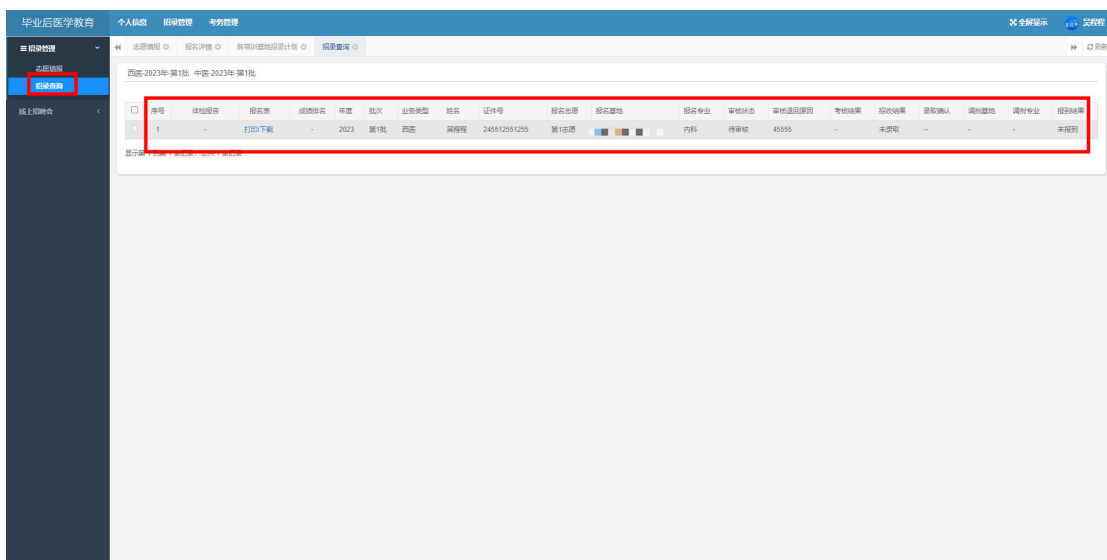 毕业后医学教育 个人信息 招录管理 考务管理 全屏显示 吴程程
招录管理 志愿填报 报名详情 各培训基地招录计划 招录查询 刷新
志愿填报
招录查询
线上招聘会
西医-2023年-第1批 中医-2023年-第1批
序号 体检报告 报名表 成绩排名 年度 批次 业务类型 姓名 证件号 报名志愿 报名基地 报名专业 审核状态 审核退回原因 考核结果 招收结果 录取确认 调剂基地 调剂专业 报到结果
1 - 打印/下载 - 2023 第1批 西医 吴程程 245512551255 第1志愿 内科 待审核 45555 - 未录取 -- - - 未报到